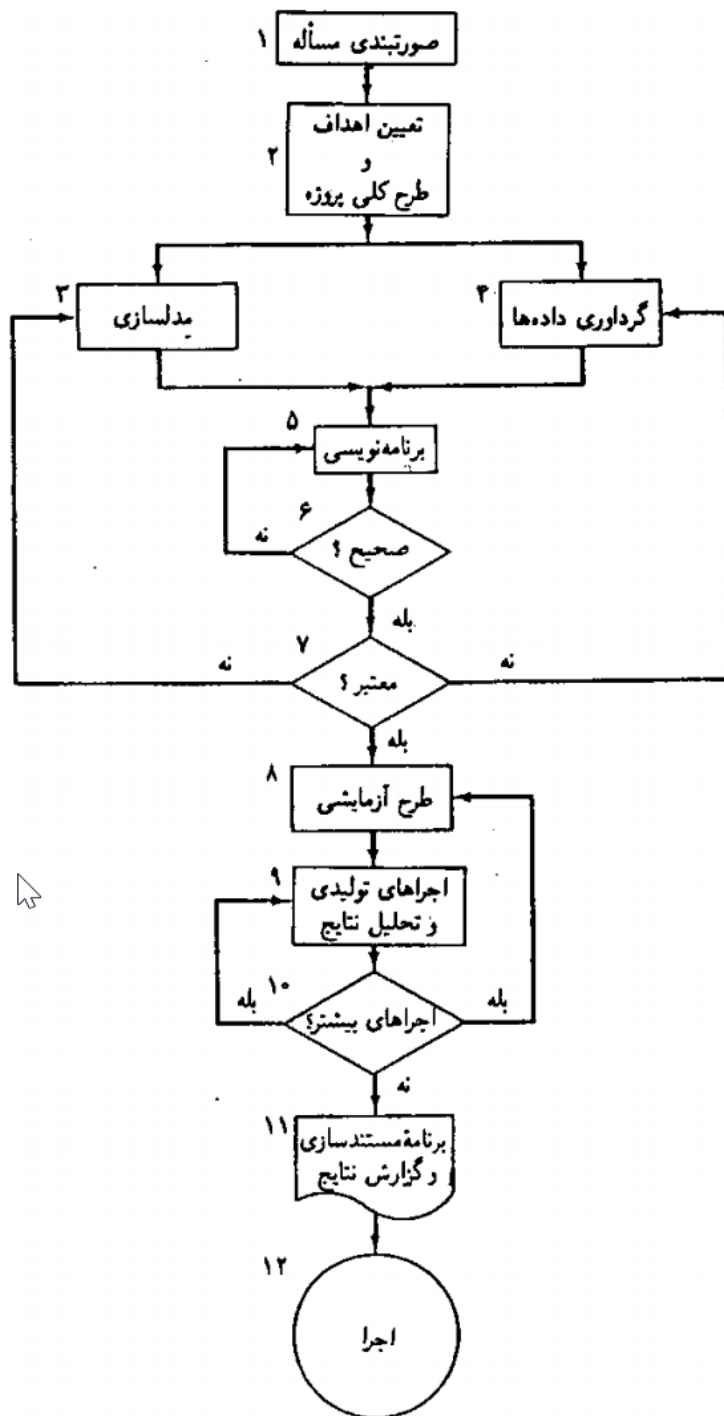 ۱
صورتبندی مسأله
۲
تعیین اهداف
و
طرح کلی پروژه
۳
مدلسازی
۴
گردآوری داده‌ها
۵
برنامه‌نویسی
۶
صحیح ؟
نه
بله
۷
معتبر ؟
نه
نه
بله
۸
طرح آزمایشی
۹
اجراهای تولیدی
و تحلیل نتایج
۱۰
اجراهای بیشتر؟
بله
بله
نه
۱۱
برنامهٔ مستندسازی
و گزارش نتایج
۱۲
اجرا